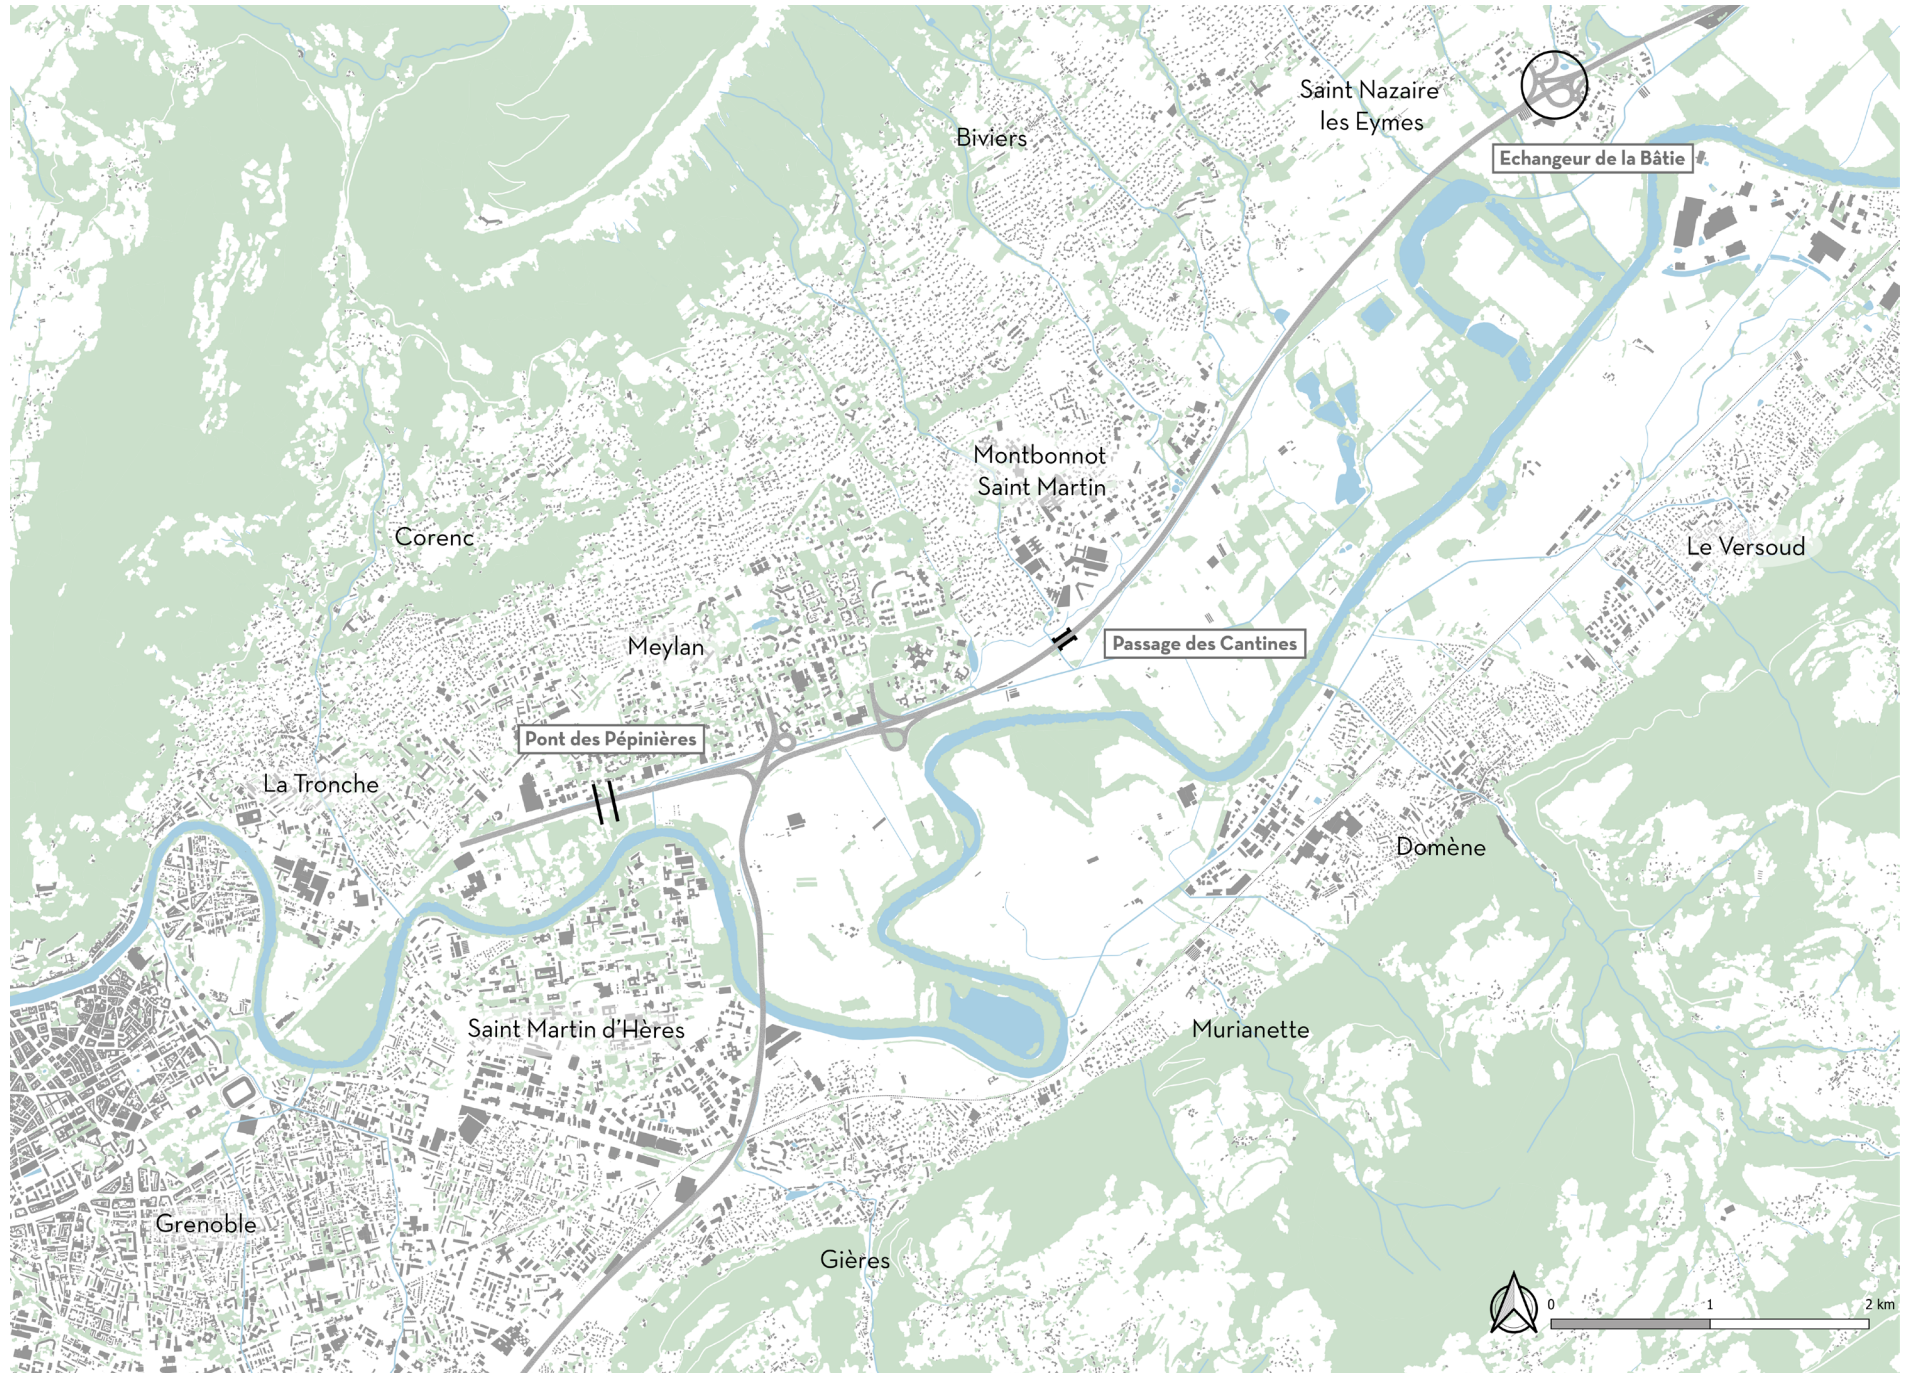 Saint Nazaire
les Eymes
Biviers
Echangeur de la Bâtie
Montbonnot
Saint Martin
Corenc
Le Versoud
Meylan
Passage des Cantines
Pont des Pépinières
La Tronche
Domène
Saint Martin d'Hères
Murianette
Grenoble
Gières
0 1 2 km